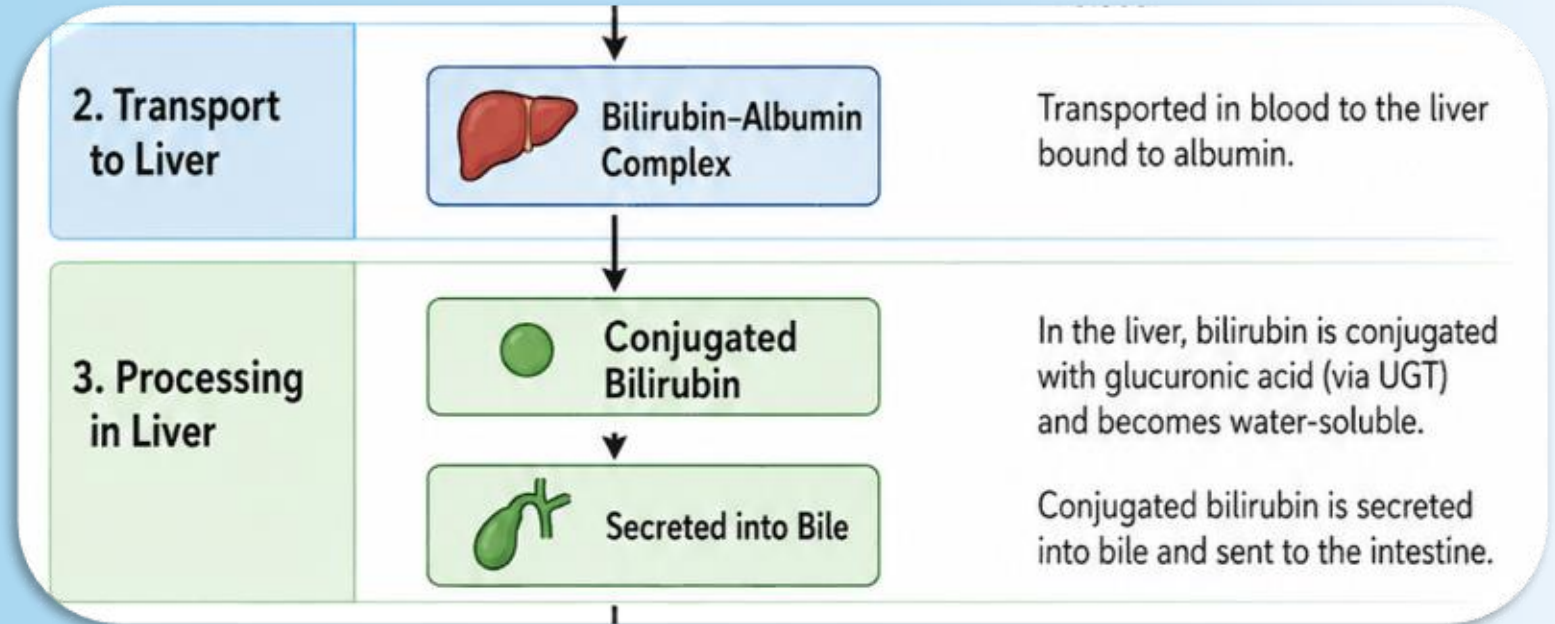 2. Transport
to Liver
Bilirubin–Albumin
Complex
Transported in blood to the liver
bound to albumin.
3. Processing
in Liver
Conjugated
Bilirubin
In the liver, bilirubin is conjugated
with glucuronic acid (via UGT)
and becomes water-soluble.
Secreted into Bile
Conjugated bilirubin is secreted
into bile and sent to the intestine.